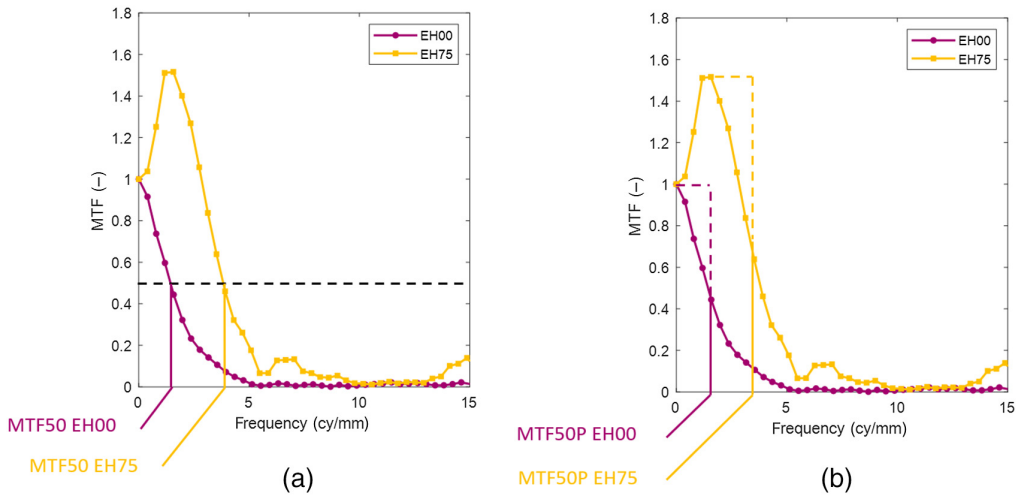 1.8
1.6
1.4
1.2
1
0.8
0.6
0.4
0.2
0
MTF (–)
EH00
EH75
0
5
10
15
Frequency (cy/mm)
MTF50 EH00
MTF50 EH75
(a)
1.8
1.6
1.4
1.2
1
0.8
0.6
0.4
0.2
0
MTF (–)
EH00
EH75
0
5
10
15
Frequency (cy/mm)
MTF50P EH00
MTF50P EH75
(b)